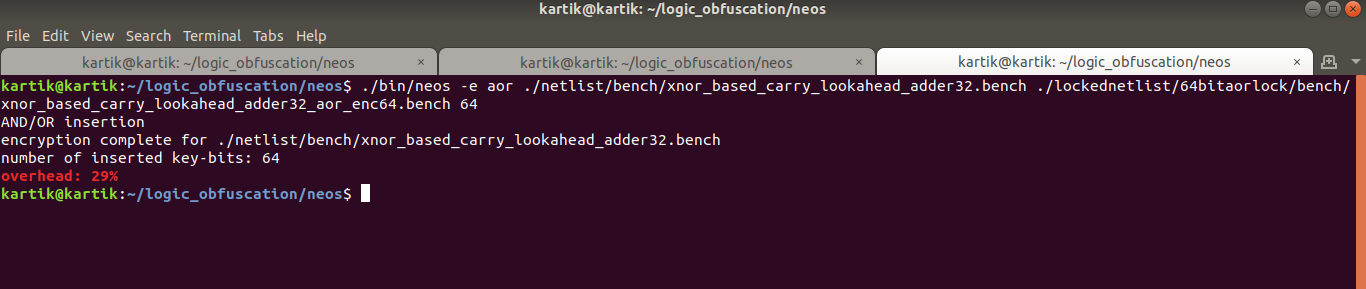 kartik@kartik: ~/logic_obfuscation/neos
File Edit View Search Terminal Tabs Help
kartik@kartik: ~/logic_obfuscation/neos × kartik@kartik: ~/logic_obfuscation/neos × kartik@kartik: ~/logic_obfuscation/neos ×
kartik@kartik:~/logic_obfuscation/neos$ ./bin/neos -e aor ./netlist/bench/xnor_based_carry_lookahead_adder32.bench ./lockednetlist/64bitaorlock/bench/
xnor_based_carry_lookahead_adder32_aor_enc64.bench 64
AND/OR insertion
encryption complete for ./netlist/bench/xnor_based_carry_lookahead_adder32.bench
number of inserted key-bits: 64
overhead: 29%
kartik@kartik:~/logic_obfuscation/neos$